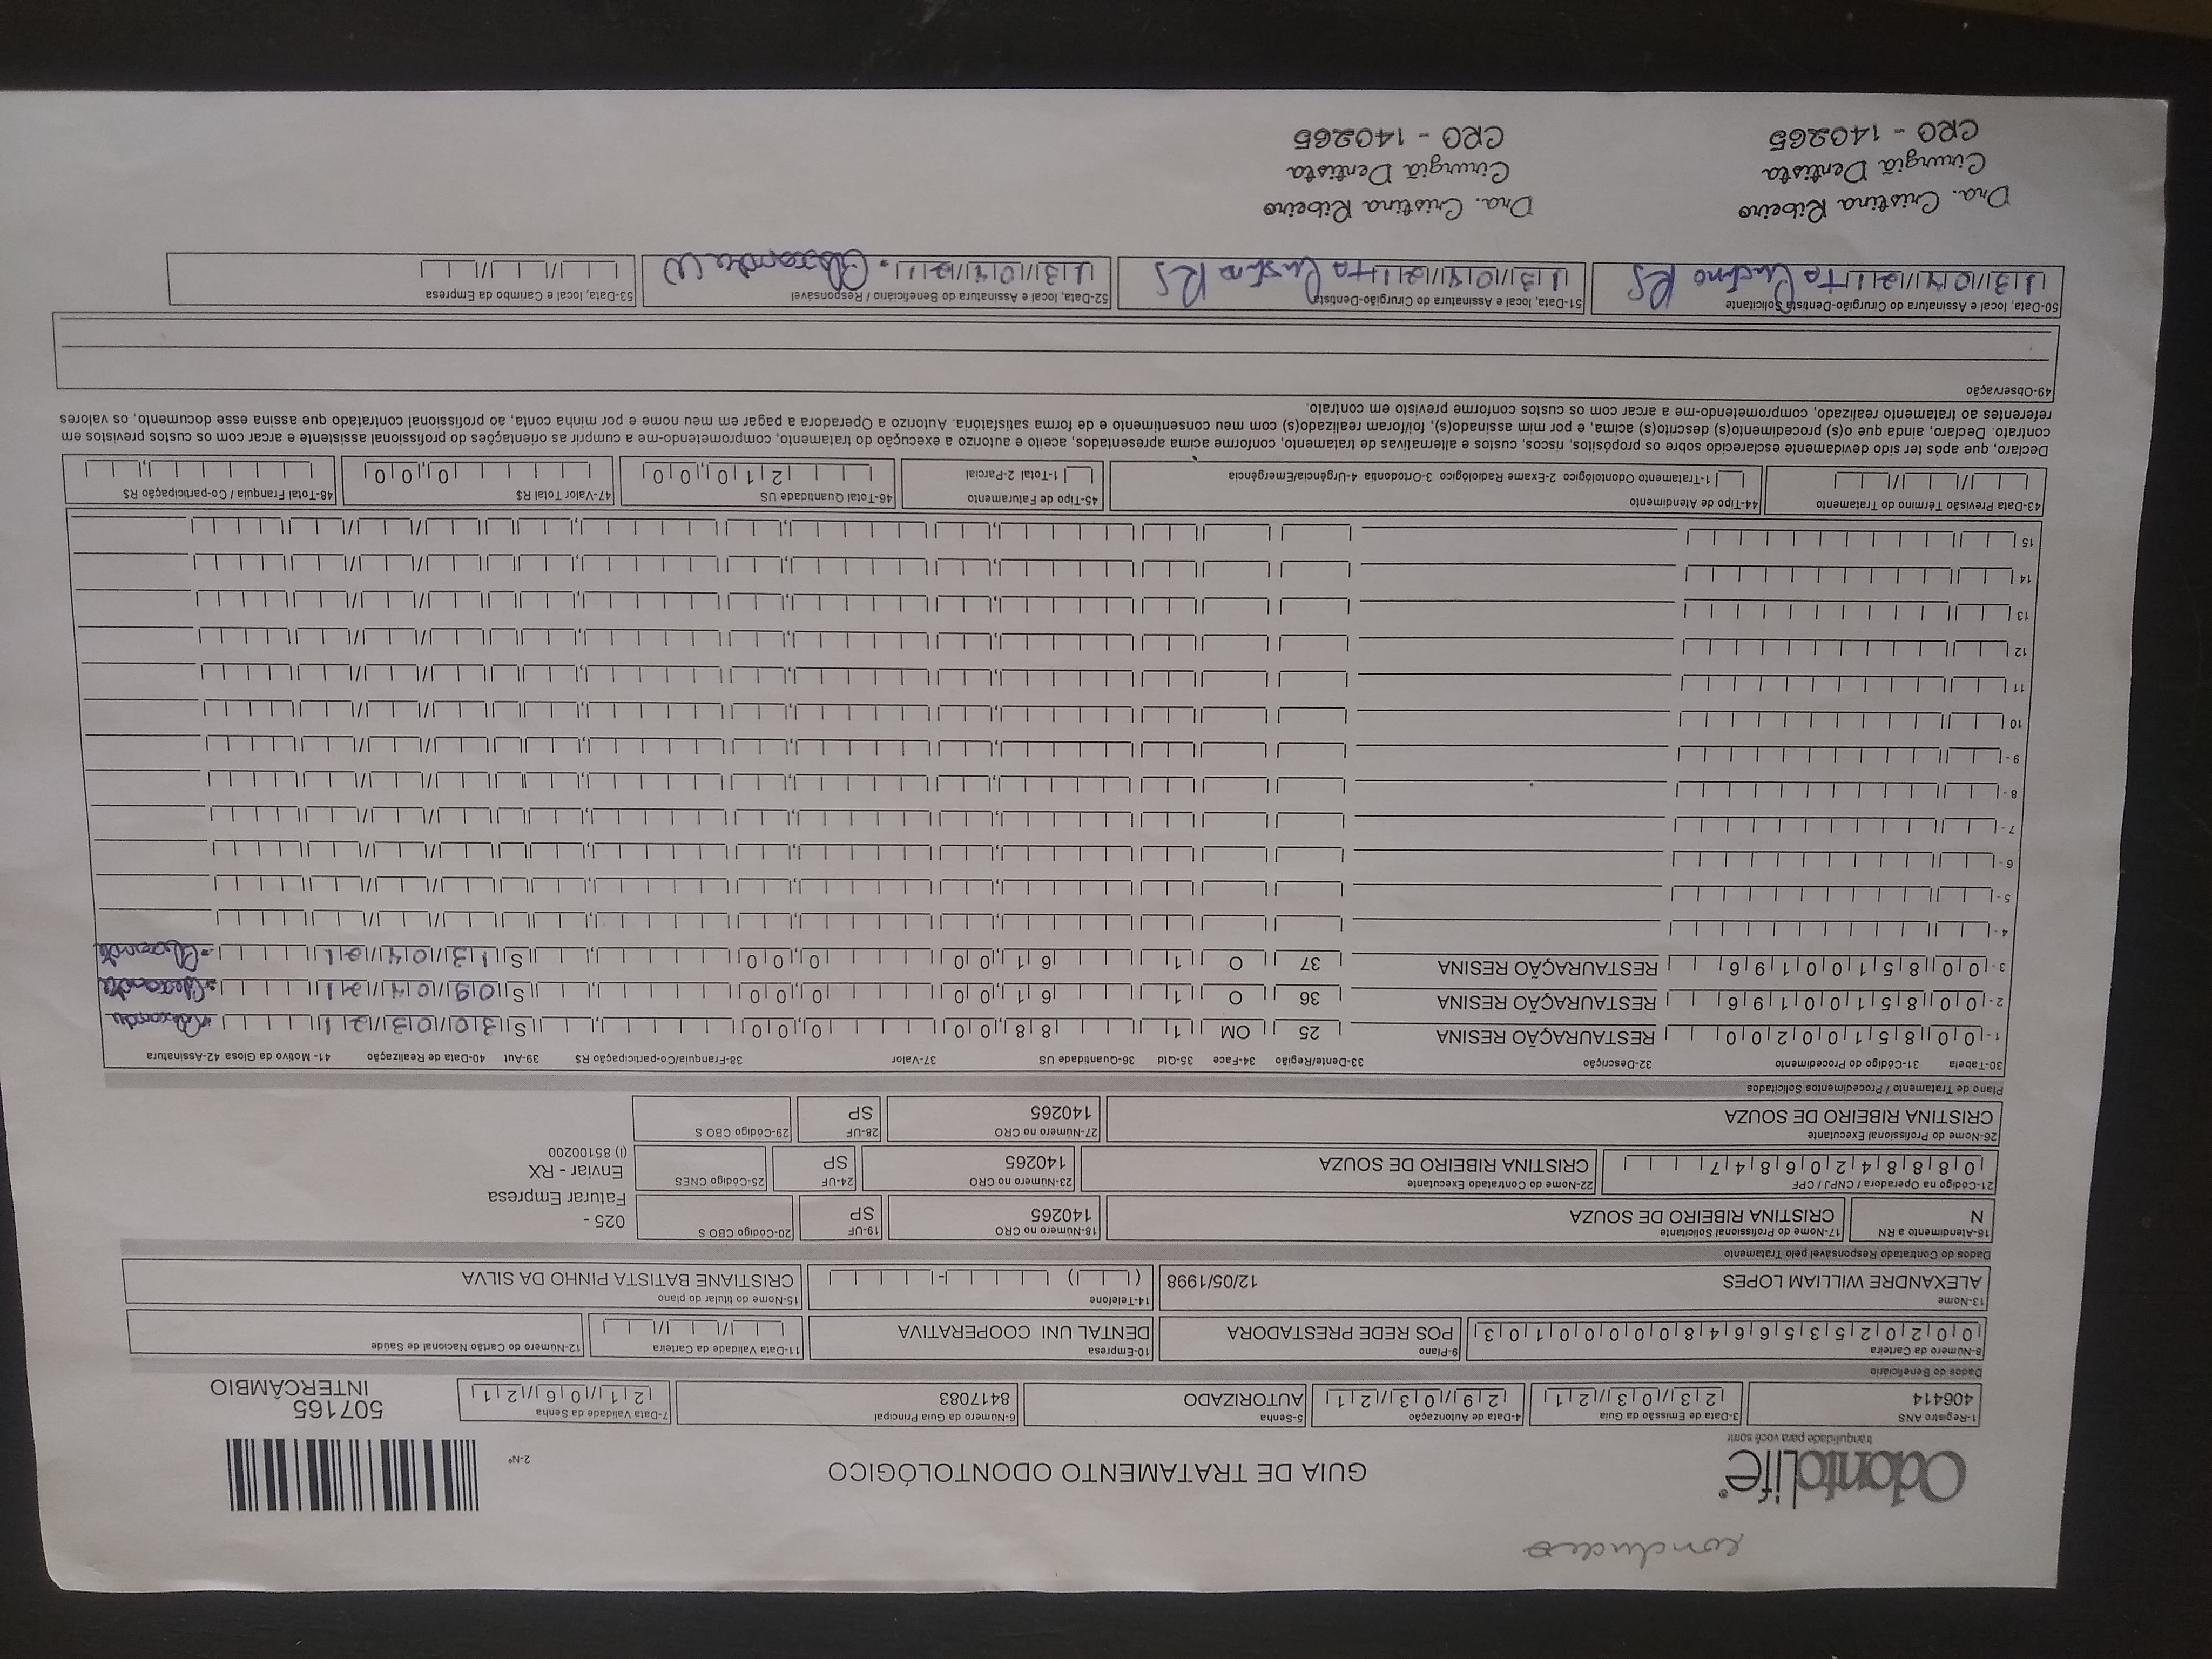 concluido
OdontoLife®
tranquilidade para você sorrir
GUIA DE TRATAMENTO ODONTOLÓGICO
2-Nº
507165
INTERCÂMBIO
1-Registro ANS
406414
3-Data de Emissão da Guia
23/03/21
4-Data de Autorização
29/03/21
5-Senha
AUTORIZADO
6-Número da Guia Principal
8417083
7-Data Validade da Senha
21/06/21
Dados do Beneficiário
8-Número da Carteira
00202535664800000103
9-Plano
POS REDE PRESTADORA
10-Empresa
DENTAL UNI COOPERATIVA
11-Data Validade da Carteira
12-Número do Cartão Nacional de Saúde
13-Nome
ALEXANDRE WILLIAM LOPES 12/05/1998
14-Telefone
15-Nome do titular do plano
CRISTIANE BATISTA PINHO DA SILVA
Dados do Contratado Responsável pelo Tratamento
16-Atendimento a RN
N
17-Nome do Profissional Solicitante
CRISTINA RIBEIRO DE SOUZA
18-Número no CRO
140265
19-UF
SP
20-Código CBO S
025 -
Faturar Empresa
Enviar - RX
(I) 85100200
21-Código na Operadora / CNPJ / CPF
08884206847
22-Nome do Contratado Executante
CRISTINA RIBEIRO DE SOUZA
23-Número no CRO
140265
24-UF
SP
25-Código CNES
26-Nome do Profissional Executante
CRISTINA RIBEIRO DE SOUZA
27-Número no CRO
140265
28-UF
SP
29-Código CBO S
Plano de Tratamento / Procedimentos Solicitados
30-Tabela 31-Código do Procedimento 32-Descrição 33-Dente/Região 34-Face 35-Qtd 36-Quantidade US 37-Valor 38-Franquia/Co-participação R$ 39-Aut 40-Data de Realização 41- Motivo da Glosa 42-Assinatura
1- 00 85100200 RESTAURAÇÃO RESINA 25 OM 1 88,00 0,00 S 31/03/21 Alexandre
2- 00 85100196 RESTAURAÇÃO RESINA 36 O 1 61,00 0,00 S 09/04/21 Alexandre
3- 00 85100196 RESTAURAÇÃO RESINA 37 O 1 61,00 0,00 S 13/04/21 Alexandre
4-
5-
6-
7-
8-
9-
10
11
12
13
14
15
43-Data Previsão Término do Tratamento
44-Tipo de Atendimento
1-Tratamento Odontológico 2-Exame Radiológico 3-Ortodontia 4-Urgência/Emergência
45-Tipo de Faturamento
1-Total 2-Parcial
46-Total Quantidade US
210,00
47-Valor Total R$
0,00
48-Total Franquia / Co-participação R$
Declaro, que após ter sido devidamente esclarecido sobre os propósitos, riscos, custos e alternativas de tratamento, conforme acima apresentados, aceito e autorizo a execução do tratamento, comprometendo-me a cumprir as orientações do profissional assistente e arcar com os custos previstos em
contrato. Declaro, ainda que o(s) procedimento(s) descrito(s) acima, e por mim assinado(s), foi/foram realizado(s) com meu consentimento e de forma satisfatória. Autorizo a Operadora a pagar em meu nome e por minha conta, ao profissional contratado que assina esse documento, os valores
referentes ao tratamento realizado, comprometendo-me a arcar com os custos conforme previsto em contrato.
49-Observação
50-Data, local e Assinatura do Cirurgião-Dentista Solicitante
13/04/21
51-Data, local e Assinatura do Cirurgião-Dentista
13/04/21
52-Data, local e Assinatura do Beneficiário / Responsável
13/04/21 Alexandre W
53-Data, local e Carimbo da Empresa
Dra. Cristina Ribeiro
Cirurgiã Dentista
CRO - 140265
Dra. Cristina Ribeiro
Cirurgiã Dentista
CRO - 140265